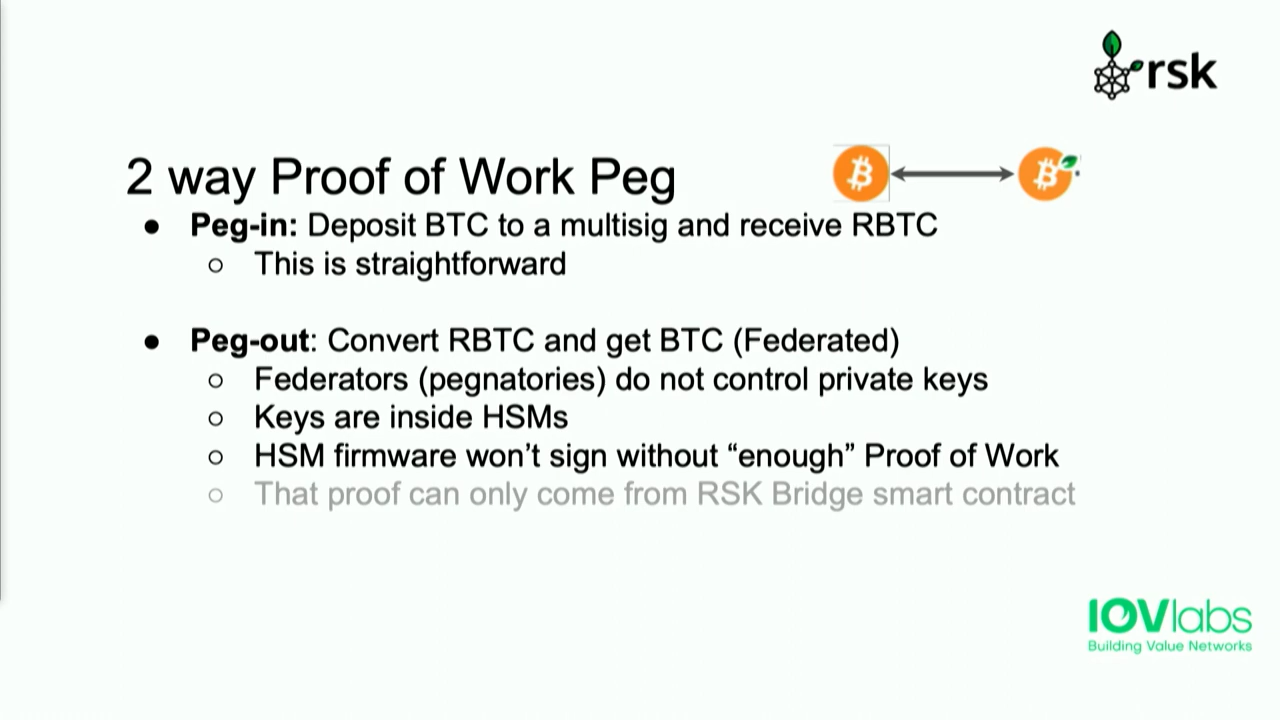 rsk
2 way Proof of Work Peg
● Peg-in: Deposit BTC to a multisig and receive RBTC
○ This is straightforward
● Peg-out: Convert RBTC and get BTC (Federated)
○ Federators (pegnatories) do not control private keys
○ Keys are inside HSMs
○ HSM firmware won’t sign without “enough” Proof of Work
○ That proof can only come from RSK Bridge smart contract
IOVlabs
Building Value Networks